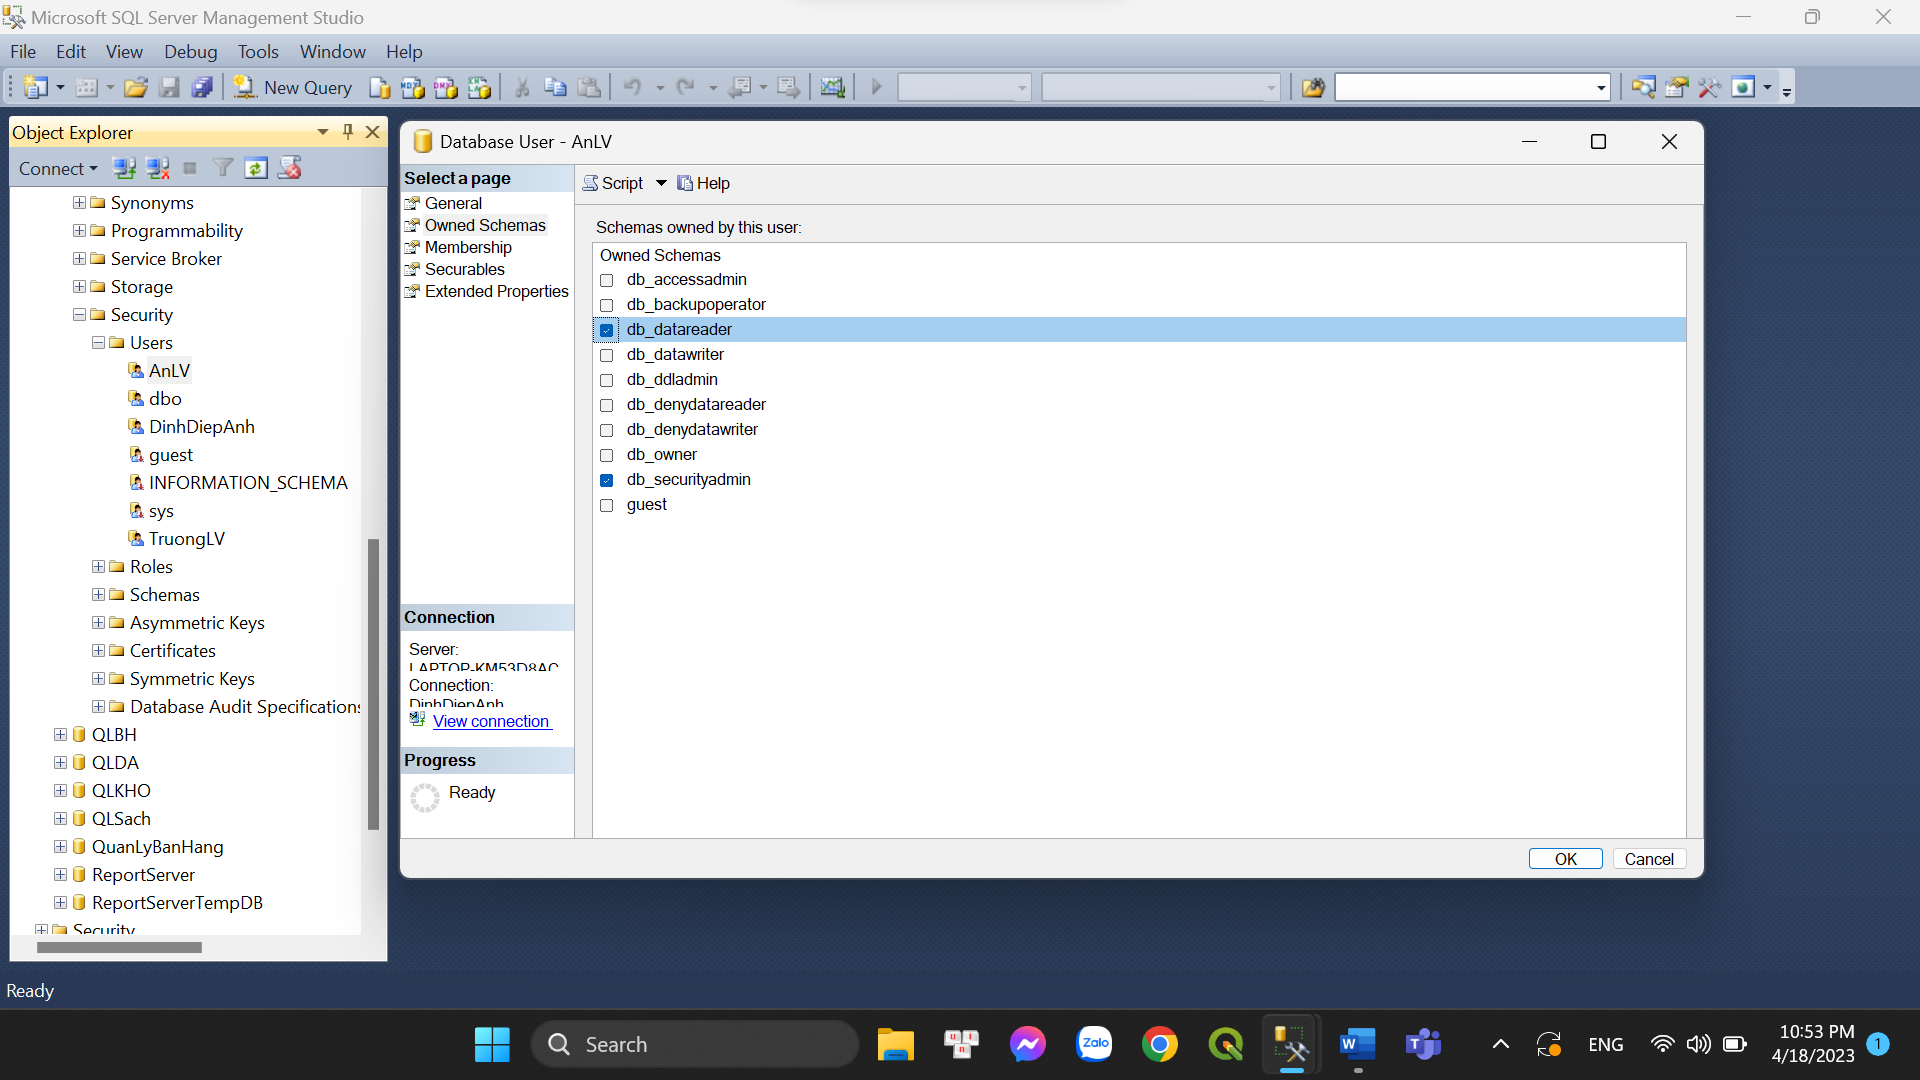 Microsoft SQL Server Management Studio
File Edit View Debug Tools Window Help
New Query
Object Explorer
Connect
Synonyms
Programmability
Service Broker
Storage
Security
Users
AnLV
dbo
DinhDiepAnh
guest
INFORMATION_SCHEMA
sys
TruongLV
Roles
Schemas
Asymmetric Keys
Certificates
Symmetric Keys
Database Audit Specifications
QLBH
QLDA
QLKHO
QLSach
QuanLyBanHang
ReportServer
ReportServerTempDB
Security
Database User - AnLV
Select a page
General
Owned Schemas
Membership
Securables
Extended Properties
Script Help
Schemas owned by this user:
Owned Schemas
db_accessadmin
db_backupoperator
db_datareader
db_datawriter
db_ddladmin
db_denydatareader
db_denydatawriter
db_owner
db_securityadmin
guest
Connection
Server:
LAPTOP-KM53D8AC
Connection:
DinhDiepAnh
View connection
Progress
Ready
OK Cancel
Ready
Search
Zalo
ENG
10:53 PM
4/18/2023
1